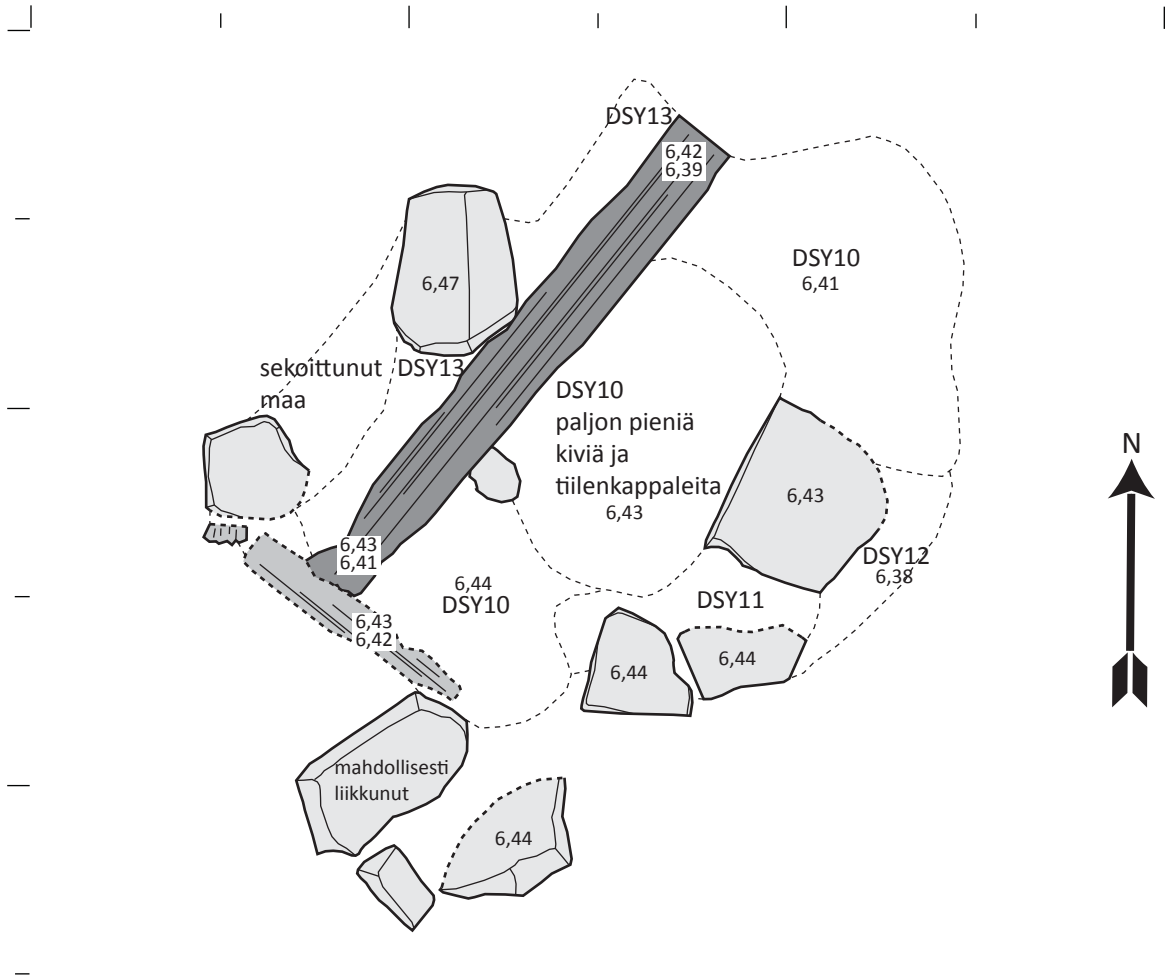 DSY13
6,42
6,39
DSY10
6,41
6,47
sekoittunut
maa
DSY13
DSY10
paljon pieniä
kiviä ja
tiilenkappaleita
6,43
6,43
N
6,43
6,41
DSY12
6,38
6,44
DSY10
DSY11
6,43
6,42
6,44
6,44
mahdollisesti
liikkunut
6,44